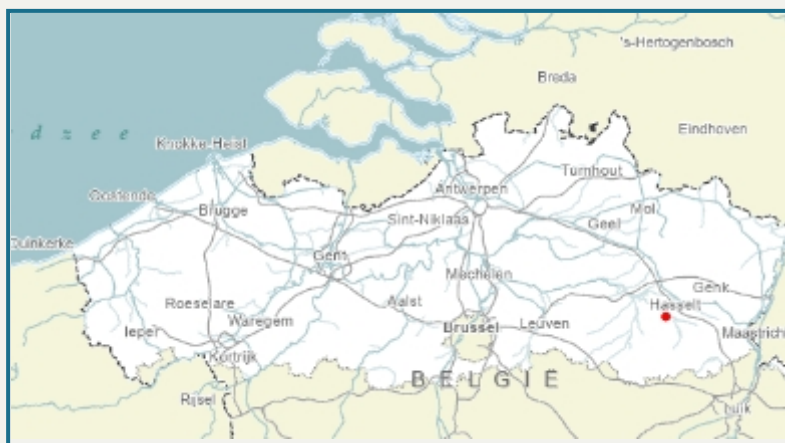 's-Hertogenbosch
Breda
d z e e
Eindhoven
Knokke-Heist
Turnhout
Antwerpen
Oostende
Mol
Brugge
Sint-Niklaas
Geel
Duinkerke
Gent
Mechelen
Genk
Roeselare
Aalst
Hasselt
Waregem
Ieper
Brussel
Leuven
Maastrich
Kortrijk
BELGIË
Rijsel
Luik